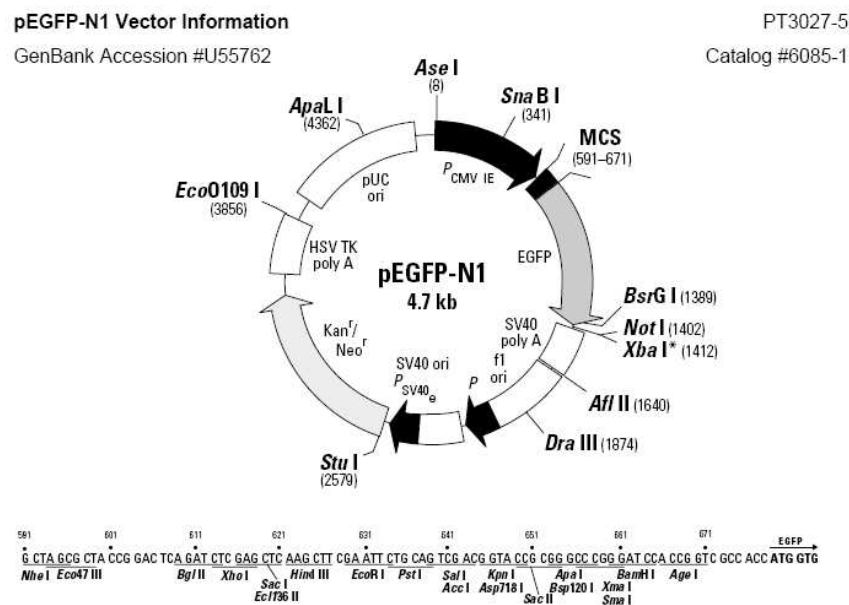 pEGFP-N1 Vector Information
PT3027-5
GenBank Accession #U55762
Catalog #6085-1
Ase I
(8)
SnaB I
(341)
ApaL I
(4362)
MCS
(591–671)
PCMV IE
pUC
ori
EcoO109 I
(3856)
HSV TK
poly A
EGFP
pEGFP-N1
4.7 kb
BsrG I (1389)
Not I (1402)
Xba I* (1412)
SV40
poly A
Kanr/
Neor
SV40 ori
PSV40e
P
f1
ori
Afl II (1640)
Dra III (1874)
Stu I
(2579)
591 601 611 621 631 641 651 661 671 EGFP
G CTA GCG CTA CCG GAC TCA GAT CTC GAG CTC AAG CTT CGA ATT CTG CAG TCG ACG GTA CCG CGG GCC CGG GAT CCA CCG GTC GCC ACC ATG GTG
Nhe I Eco47 III Bgl II Xho I Sac I Hind III EcoR I Pst I Sal I Kpn I Apa I BamH I Age I
Ecl136 II Acc I Asp718 I Sac II Bsp120 I Xma I
Sma I